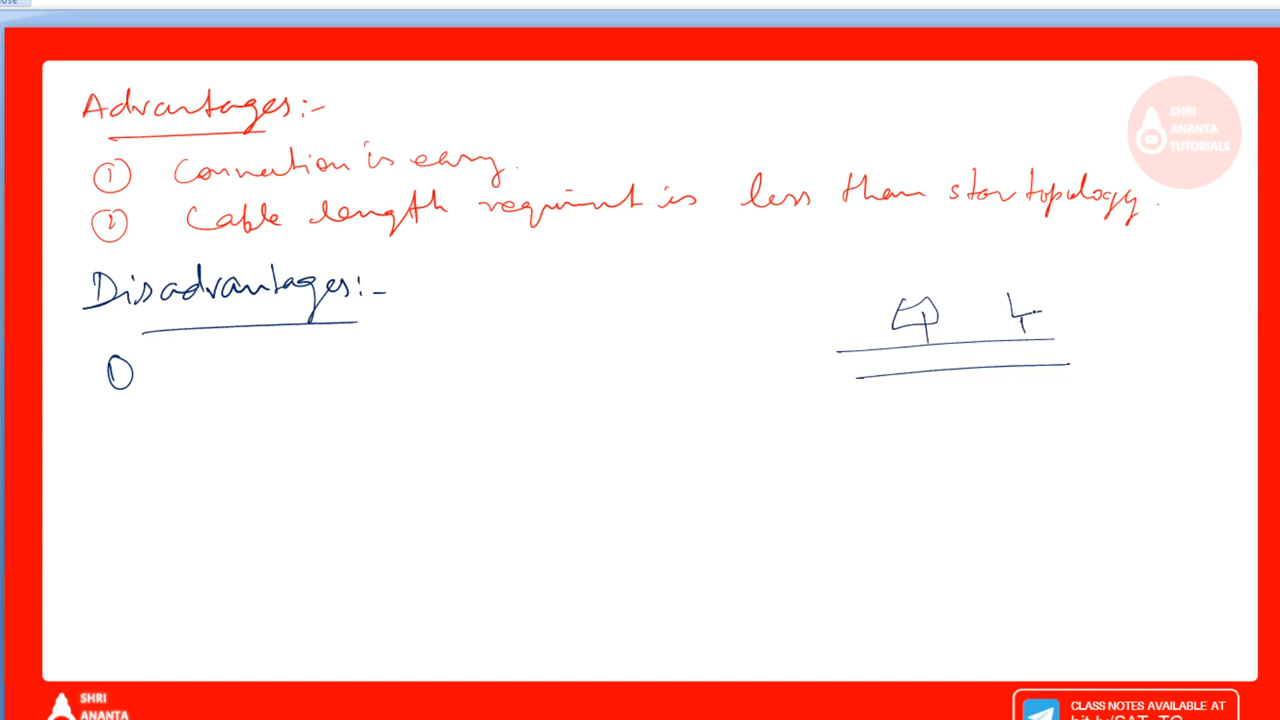 Advantages:-
① Connection is easy.
② Cable length requirment is less than star topology.
Disadvantages:-
①
SHRI
ANANTA
TUTORIALS
SHRI
ANANTA
CLASS NOTES AVAILABLE AT